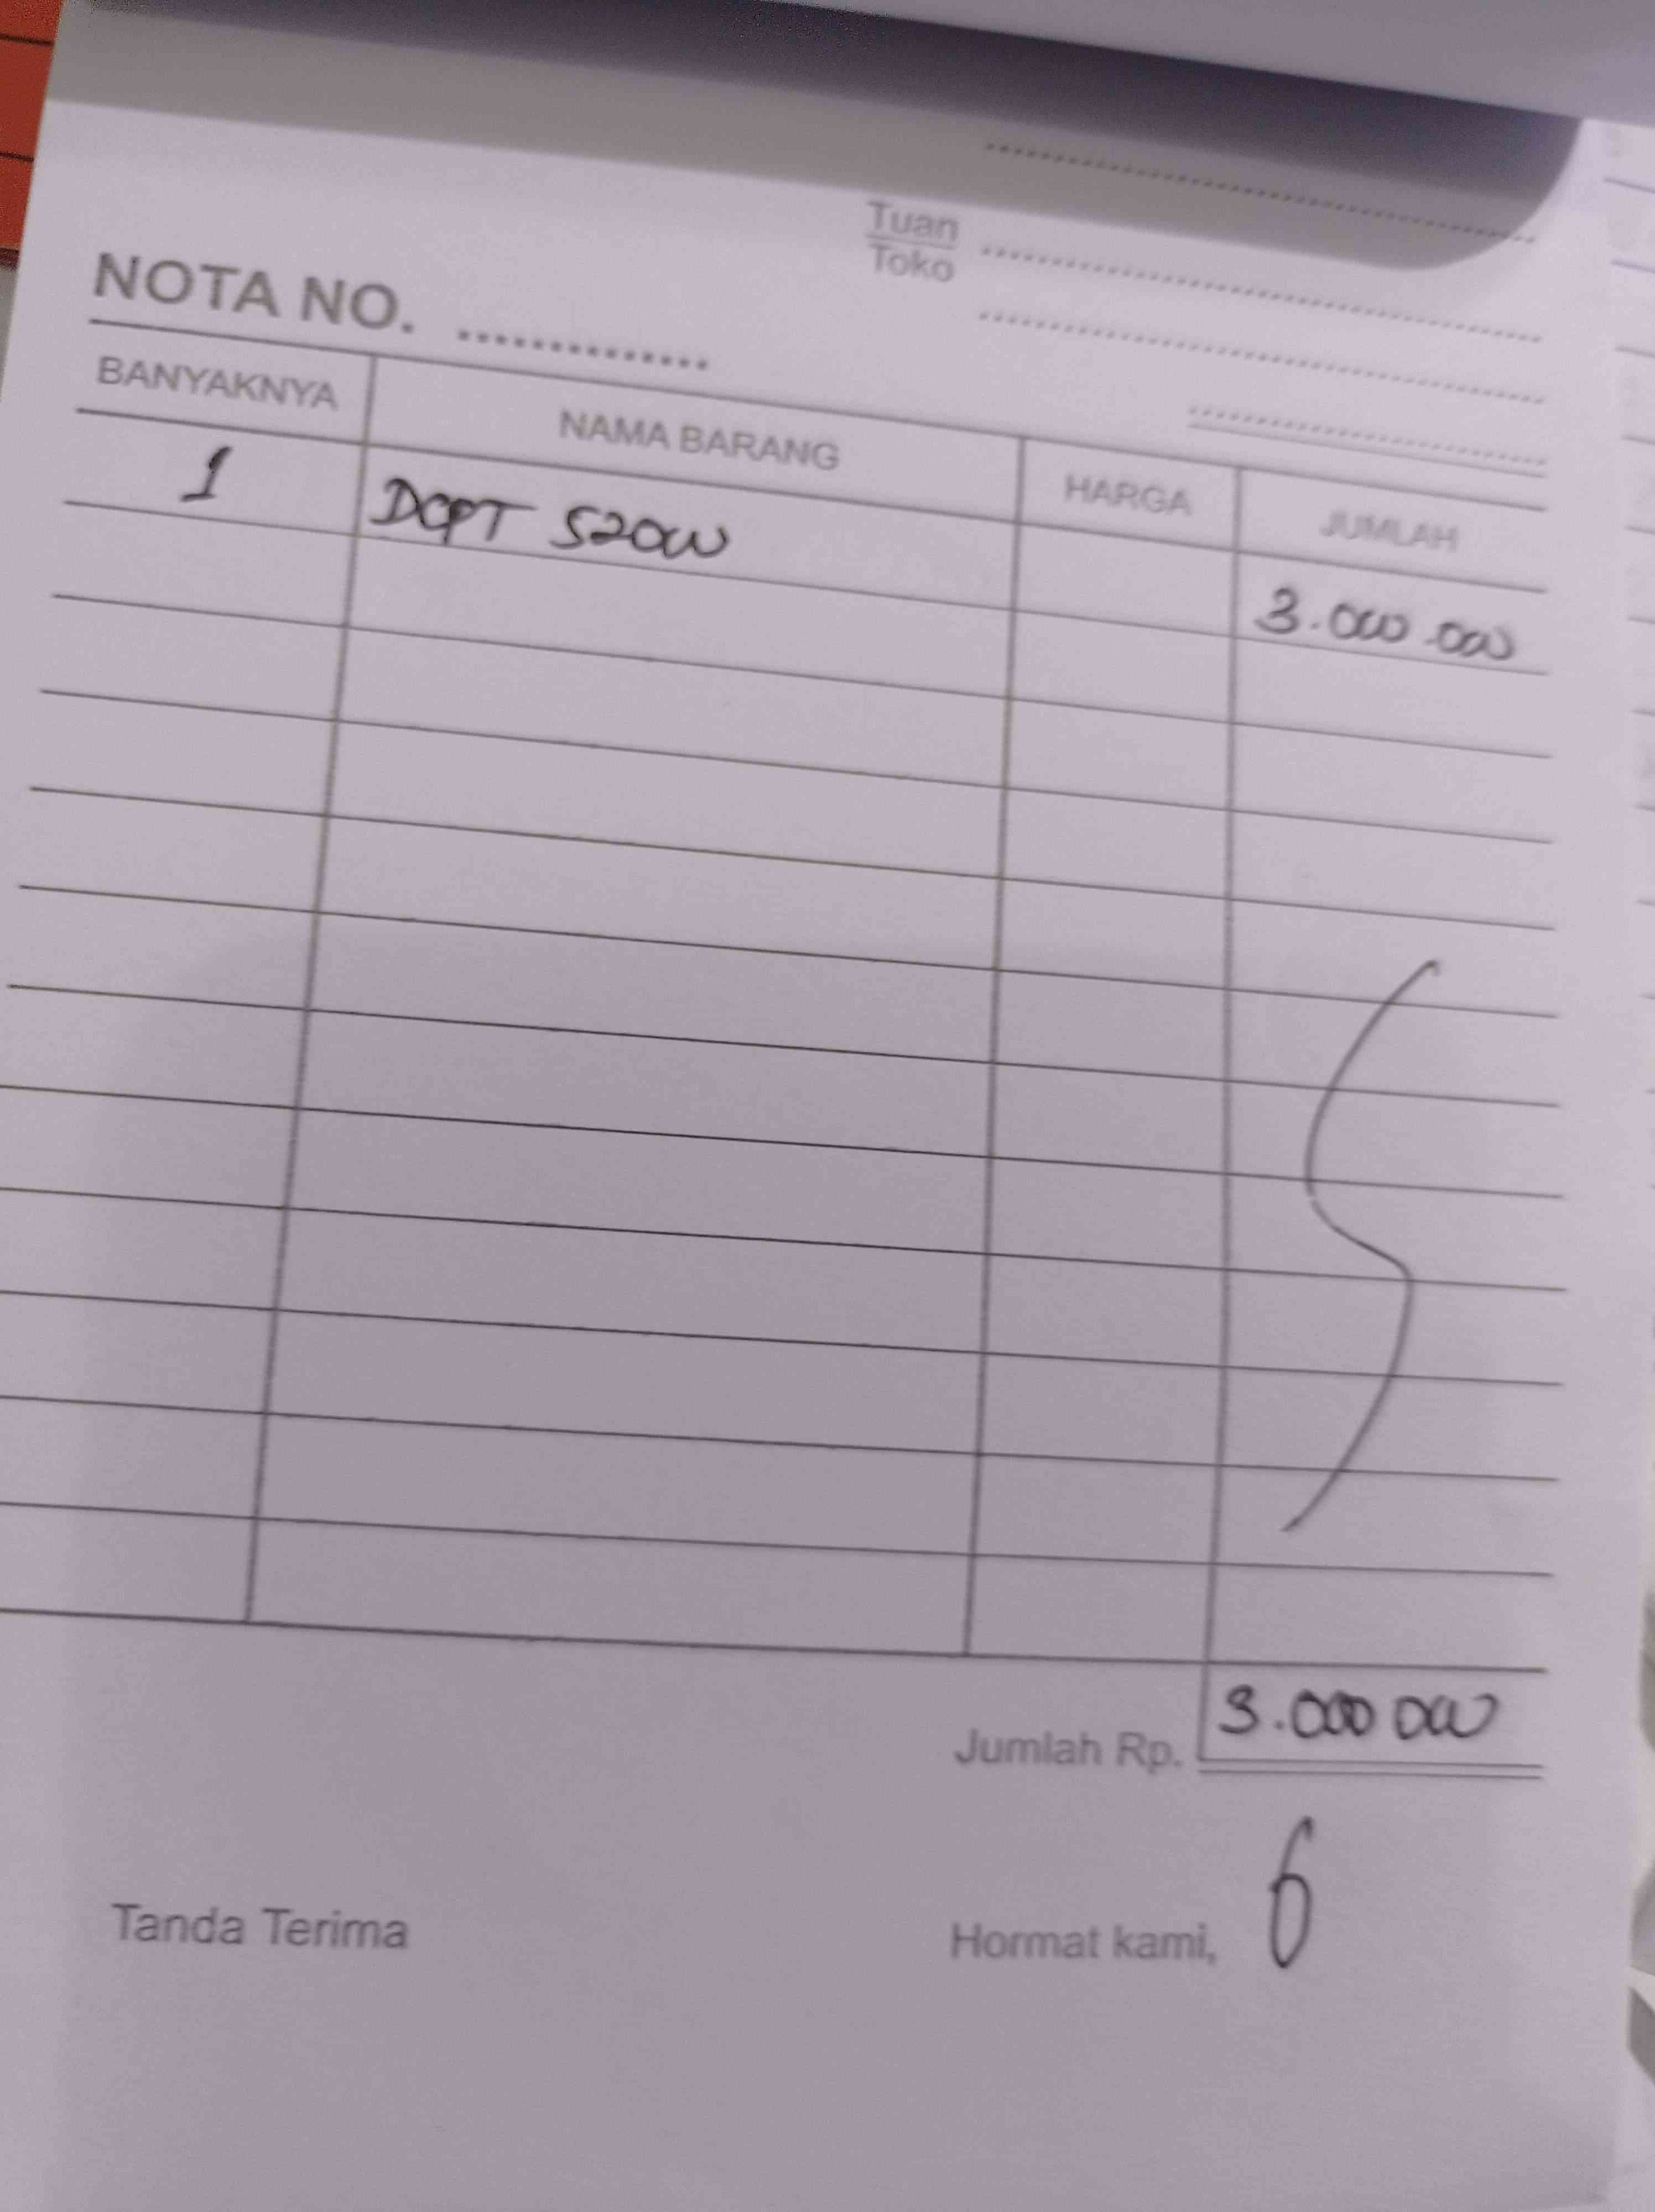 Tuan
Toko
NOTA NO. ..............
BANYAKNYA NAMA BARANG HARGA JUMLAH
1 DCPT 520W 3.000.000
Jumlah Rp. 3.000 000
Tanda Terima Hormat kami,